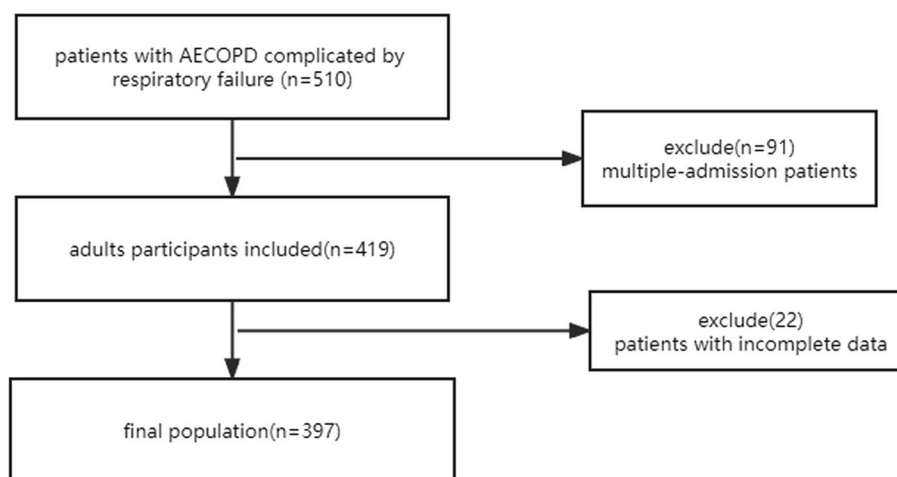 patients with AECOPD complicated by
respiratory failure (n=510)
exclude(n=91)
multiple-admission patients
adults participants included(n=419)
exclude(22)
patients with incomplete data
final population(n=397)